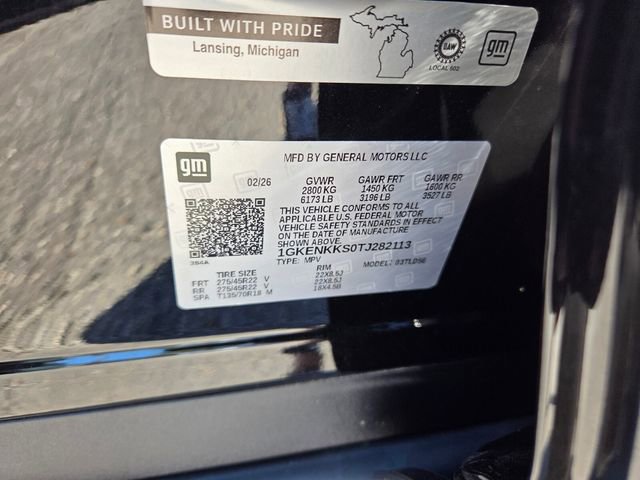 BUILT WITH PRIDE
Lansing, Michigan
UAW
LOCAL 602
gm
gm
MFD BY GENERAL MOTORS LLC
02/26 GVWR GAWR FRT GAWR RR
2800 KG 1450 KG 1600 KG
6173 LB 3196 LB 3527 LB
THIS VEHICLE CONFORMS TO ALL
APPLICABLE U.S. FEDERAL MOTOR
VEHICLE SAFETY STANDARDS IN EFFECT
ON THE DATE OF MANUFACTURE
SHOWN ABOVE.
1GKENKKS0TJ282113
TYPE: MPV MODEL: 03TLD56
384A
TIRE SIZE RIM
FRT 275/45R22 V 22X8.5J
RR 275/45R22 V 22X8.5J
SPA T135/70R18 M 18X4.5B